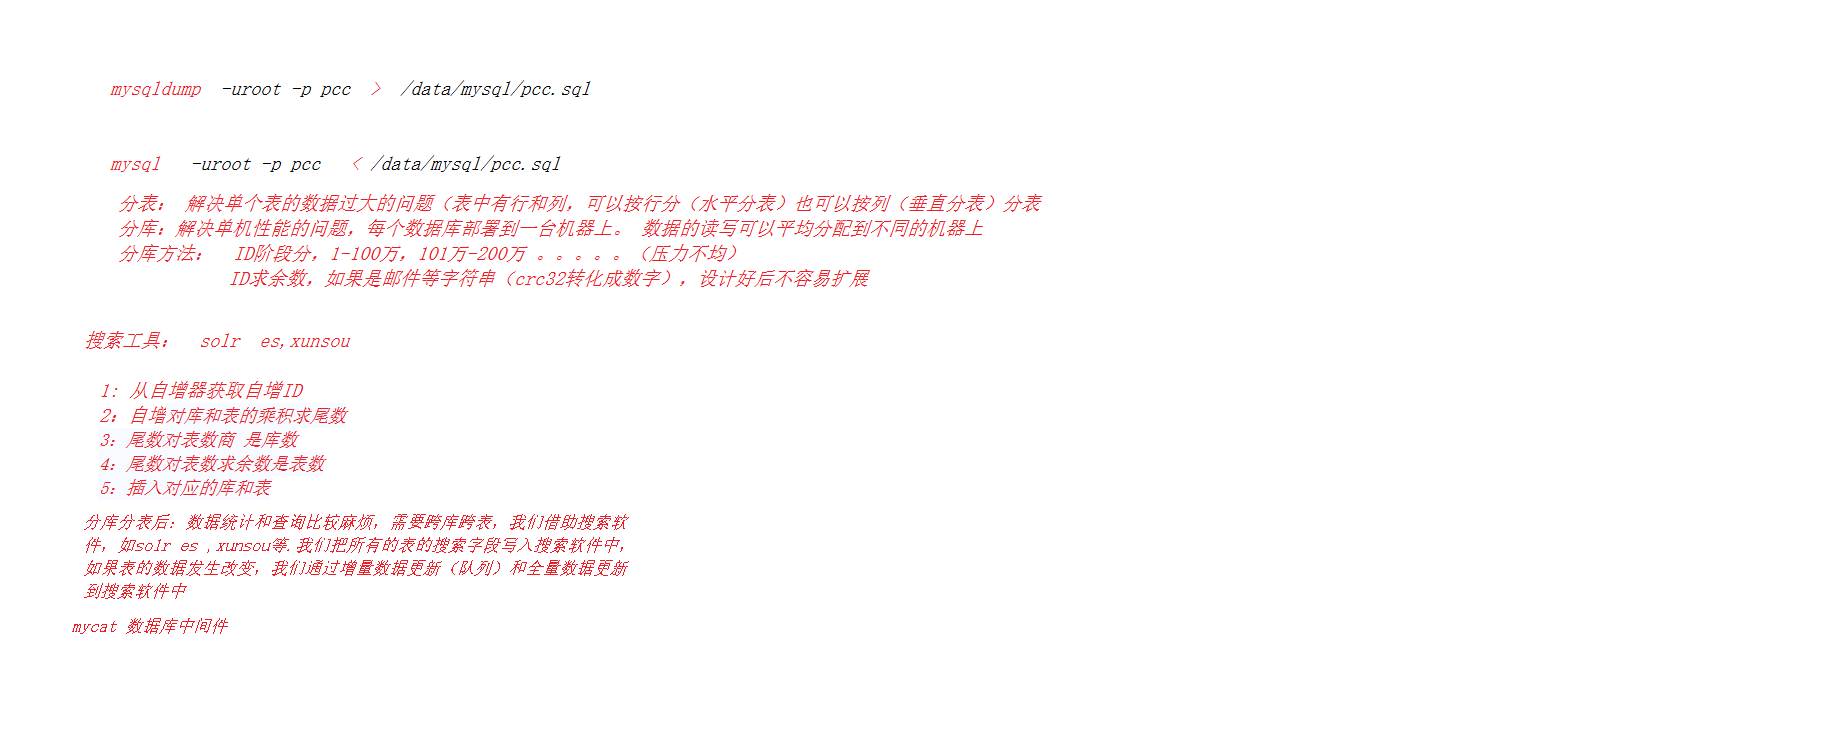 mysqldump  -uroot -p pcc  >  /data/mysql/pcc.sql
mysql   -uroot -p pcc   < /data/mysql/pcc.sql
分表： 解决单个表的数据过大的问题（表中有行和列，可以按行分（水平分表）也可以按列（垂直分表）分表
分库：解决单机性能的问题，每个数据库部署到一台机器上。 数据的读写可以平均分配到不同的机器上
分库方法：  ID阶段分，1-100万，101万-200万 。。。。。（压力不均）
ID求余数，如果是邮件等字符串（crc32转化成数字），设计好后不容易扩展
搜索工具：  solr  es,xunsou
1: 从自增器获取自增ID
2：自增对库和表的乘积求尾数
3：尾数对表数商 是库数
4：尾数对表数求余数是表数
5：插入对应的库和表
分库分表后：数据统计和查询比较麻烦，需要跨库跨表，我们借助搜索软
件，如solr es ,xunsou等.我们把所有的表的搜索字段写入搜索软件中，
如果表的数据发生改变，我们通过增量数据更新（队列）和全量数据更新
到搜索软件中
mycat 数据库中间件